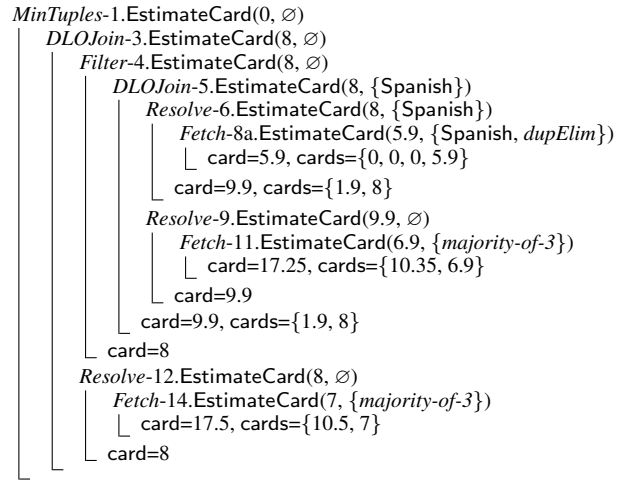 MinTuples-1.EstimateCard(0, ∅)
DLOJoin-3.EstimateCard(8, ∅)
Filter-4.EstimateCard(8, ∅)
DLOJoin-5.EstimateCard(8, {Spanish})
Resolve-6.EstimateCard(8, {Spanish})
Fetch-8a.EstimateCard(5.9, {Spanish, dupElim})
card=5.9, cards={0, 0, 0, 5.9}
card=9.9, cards={1.9, 8}
Resolve-9.EstimateCard(9.9, ∅)
Fetch-11.EstimateCard(6.9, {majority-of-3})
card=17.25, cards={10.35, 6.9}
card=9.9
card=9.9, cards={1.9, 8}
card=8
Resolve-12.EstimateCard(8, ∅)
Fetch-14.EstimateCard(7, {majority-of-3})
card=17.5, cards={10.5, 7}
card=8